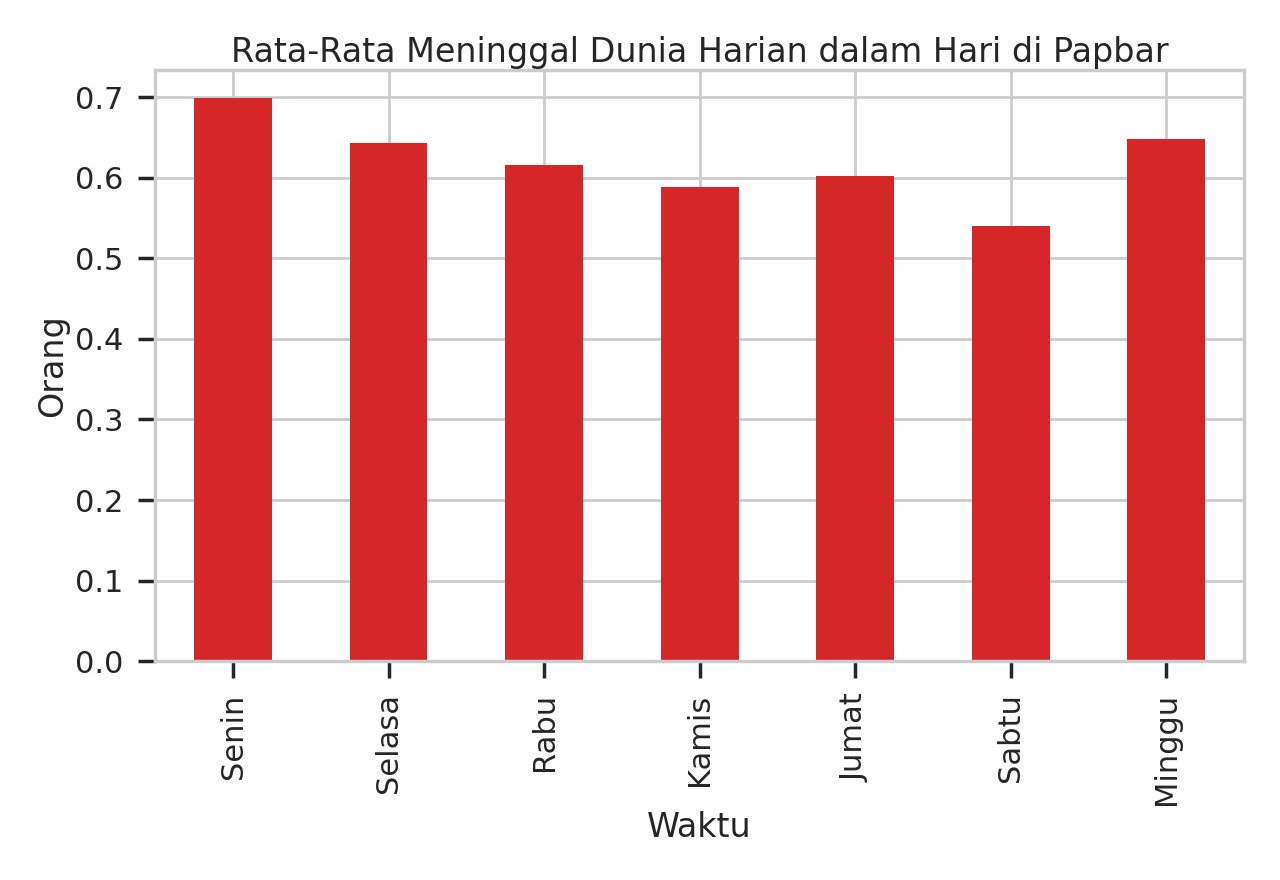 Rata-Rata Meninggal Dunia Harian dalam Hari di Papbar
0.7
0.6
0.5
0.4
0.3
0.2
0.1
0.0
Orang
Senin
Selasa
Rabu
Kamis
Jumat
Sabtu
Minggu
Waktu